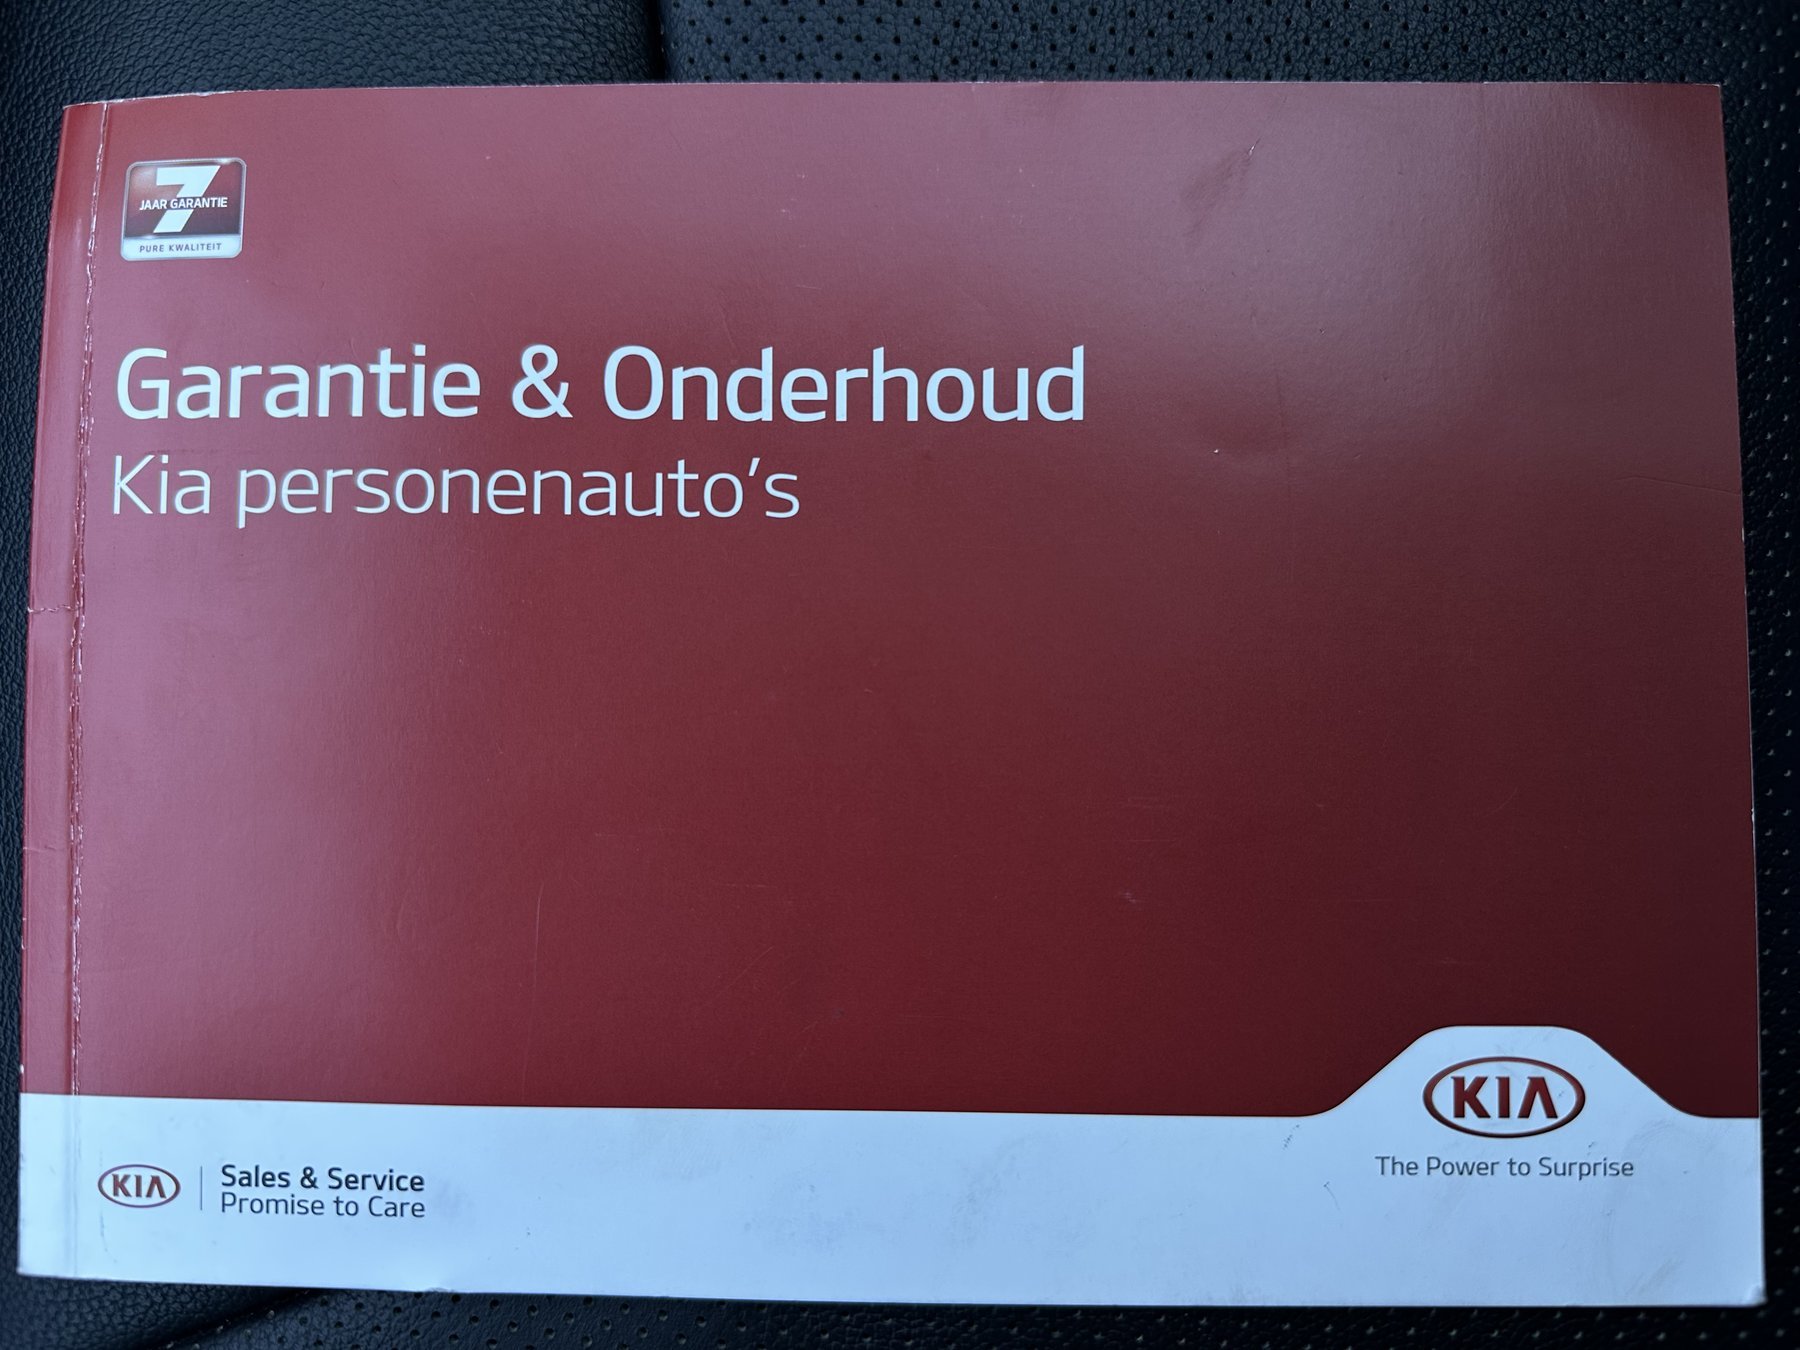 7
JAAR GARANTIE
PURE KWALITEIT
Garantie & Onderhoud
Kia personenauto's
KIA
The Power to Surprise
KIA
Sales & Service
Promise to Care